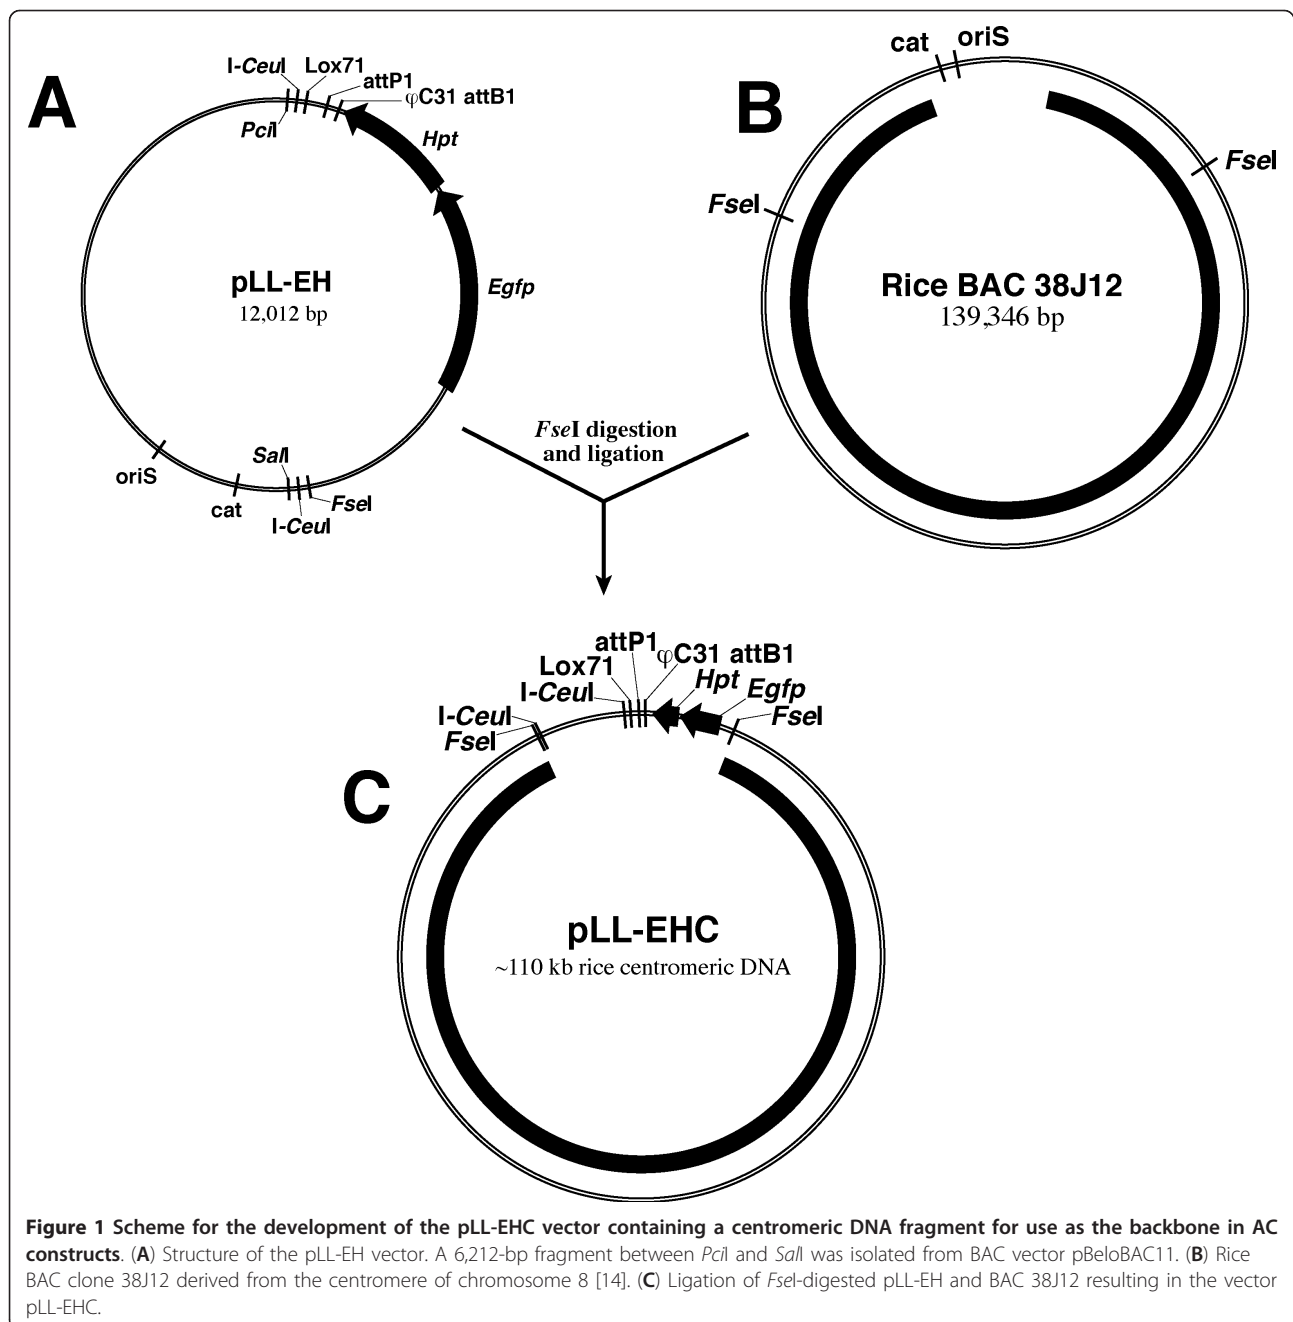 A
I-CeuI
Lox71
attP1
φC31 attB1
PciI
Hpt
pLL-EH
12,012 bp
Egfp
oriS
cat
SalI
I-CeuI
FseI
B
cat
oriS
FseI
FseI
Rice BAC 38J12
139,346 bp
FseI digestion
and ligation
C
attP1
φC31 attB1
Lox71
Hpt
I-CeuI
Egfp
I-CeuI
FseI
FseI
pLL-EHC
~110 kb rice centromeric DNA
Figure 1 Scheme for the development of the pLL-EHC vector containing a centromeric DNA fragment for use as the backbone in AC
constructs. (A) Structure of the pLL-EH vector. A 6,212-bp fragment between PciI and SalI was isolated from BAC vector pBeloBAC11. (B) Rice
BAC clone 38J12 derived from the centromere of chromosome 8 [14]. (C) Ligation of FseI-digested pLL-EH and BAC 38J12 resulting in the vector
pLL-EHC.